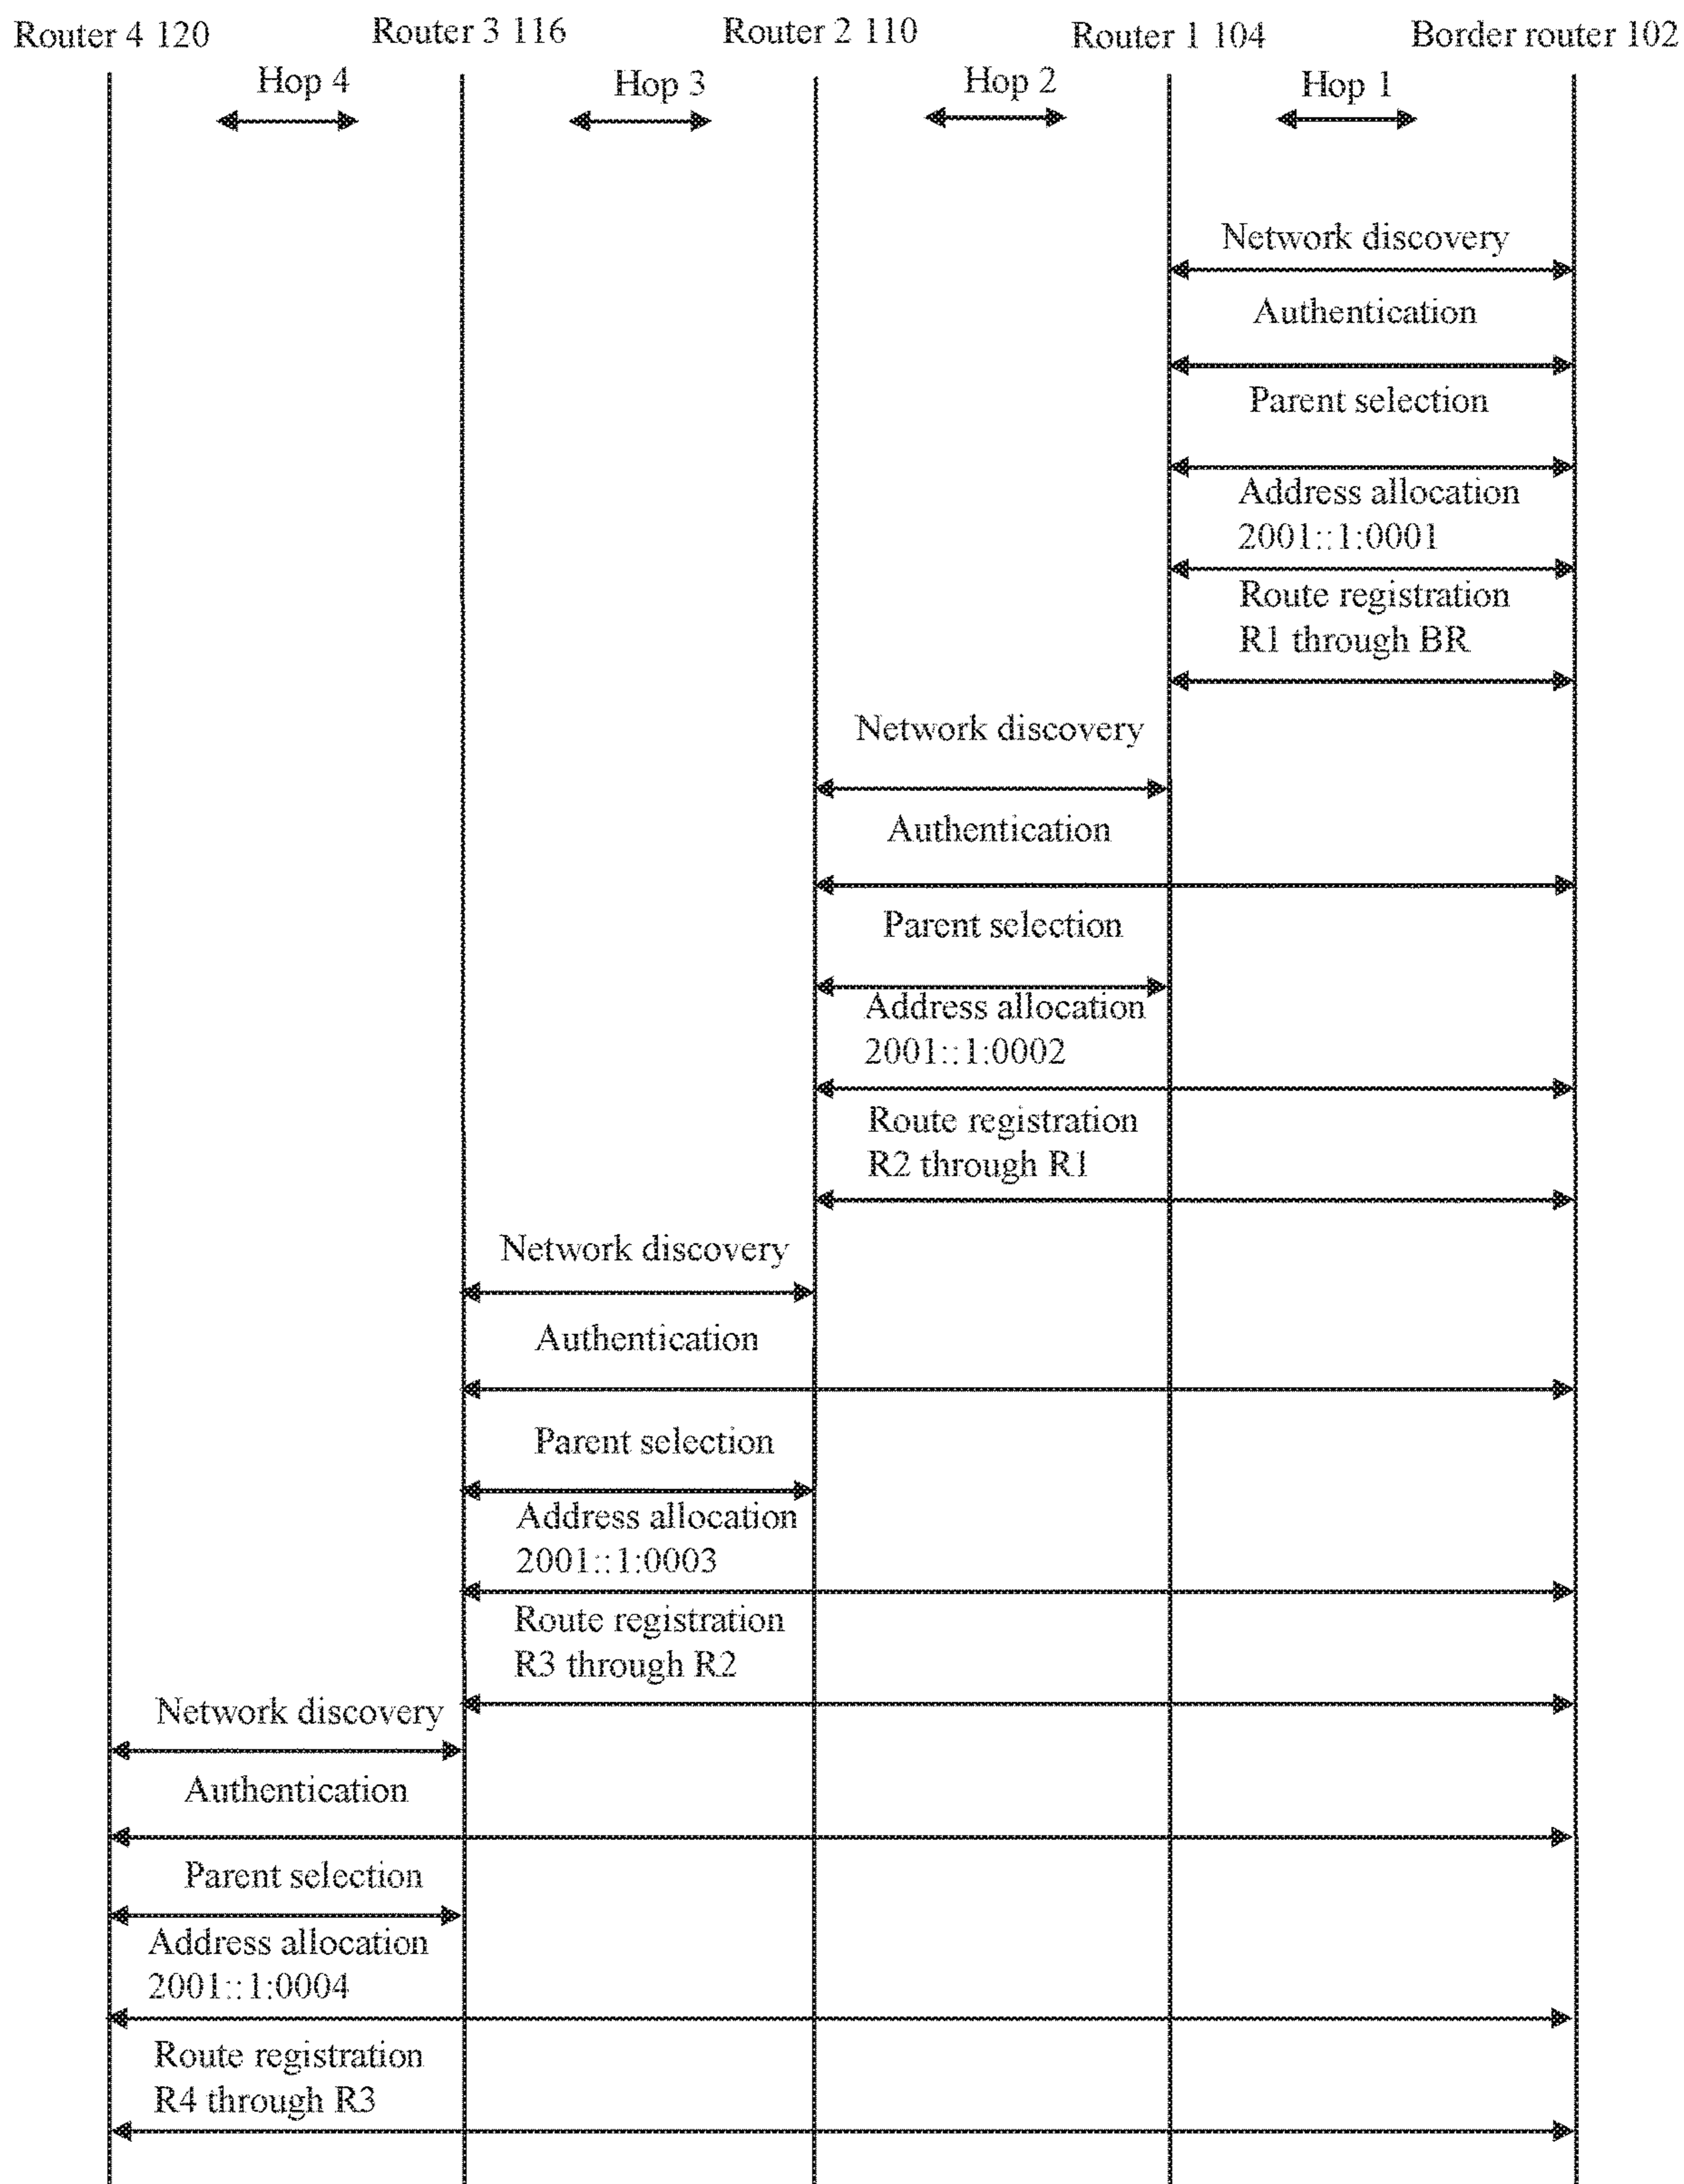 Router 4 120
Router 3 116
Router 2 110
Router 1 104
Border router 102
Hop 4
Hop 3
Hop 2
Hop 1
Network discovery
Authentication
Parent selection
Address allocation
2001::1:0001
Route registration
R1 through BR
Network discovery
Authentication
Parent selection
Address allocation
2001::1:0002
Route registration
R2 through R1
Network discovery
Authentication
Parent selection
Address allocation
2001::1:0003
Route registration
R3 through R2
Network discovery
Authentication
Parent selection
Address allocation
2001::1:0004
Route registration
R4 through R3